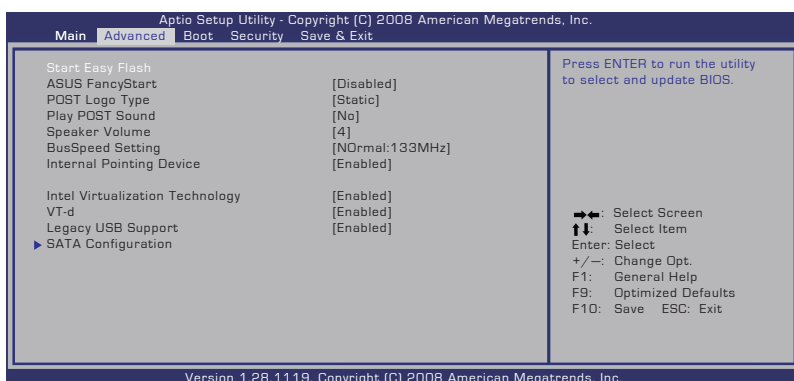 Aptio Setup Utility - Copyright (C) 2008 American Megatrends, Inc.
Main Advanced Boot Security Save & Exit
Start Easy Flash
ASUS FancyStart [Disabled]
POST Logo Type [Static]
Play POST Sound [No]
Speaker Volume [4]
BusSpeed Setting [NOrmal:133MHz]
Internal Pointing Device [Enabled]
Intel Virtualization Technology [Enabled]
VT-d [Enabled]
Legacy USB Support [Enabled]
SATA Configuration
Press ENTER to run the utility
to select and update BIOS.
→←: Select Screen
↑↓: Select Item
Enter: Select
+/—: Change Opt.
F1: General Help
F9: Optimized Defaults
F10: Save ESC: Exit
Version 1.28.1119. Copyright (C) 2008 American Megatrends, Inc.